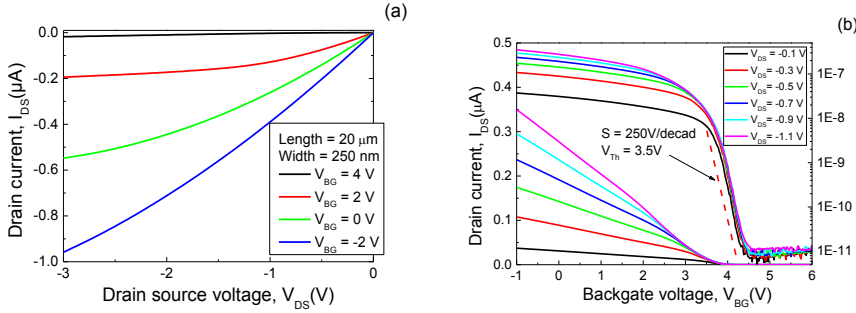 (a)
0.0
-0.2
-0.4
-0.6
-0.8
-1.0
Drain current, I_DS(μA)
Length = 20 μm
Width = 250 nm
V_BG = 4 V
V_BG = 2 V
V_BG = 0 V
V_BG = -2 V
-3 -2 -1 0
Drain source voltage, V_DS(V)
(b)
0.5
0.4
0.3
0.2
0.1
0.0
Drain current, I_DS(μA)
V_DS = -0.1 V
V_DS = -0.3 V
V_DS = -0.5 V
V_DS = -0.7 V
V_DS = -0.9 V
V_DS = -1.1 V
S = 250V/decad
V_Th = 3.5V
1E-7
1E-8
1E-9
1E-10
1E-11
-1 0 1 2 3 4 5 6
Backgate voltage, V_BG(V)